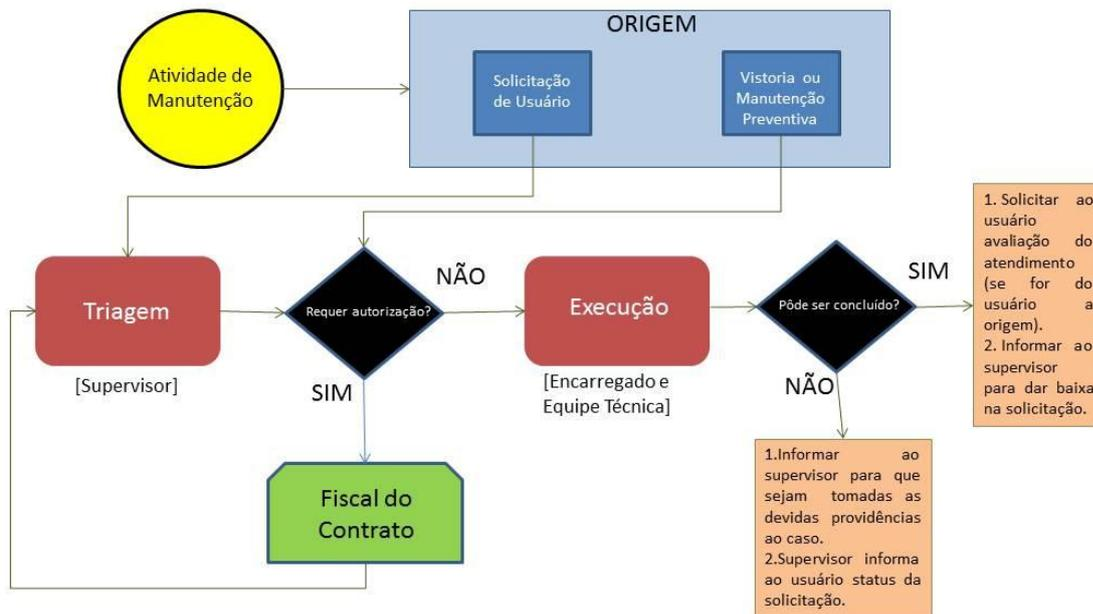 ORIGEM
Atividade de
Manutenção
Solicitação
de Usuário
Vistoria ou
Manutenção
Preventiva
Triagem
[Supervisor]
Requer autorização?
NÃO
SIM
Execução
[Encarregado e
Equipe Técnica]
Pôde ser concluído?
SIM
NÃO
1. Solicitar ao
usuário
avaliação do
atendimento
(se for do
usuário a
origem).
2. Informar ao
supervisor
para dar baixa
na solicitação.
Fiscal do
Contrato
1.Informar ao
supervisor para que
sejam tomadas as
devidas providências
ao caso.
2.Supervisor informa
ao usuário status da
solicitação.